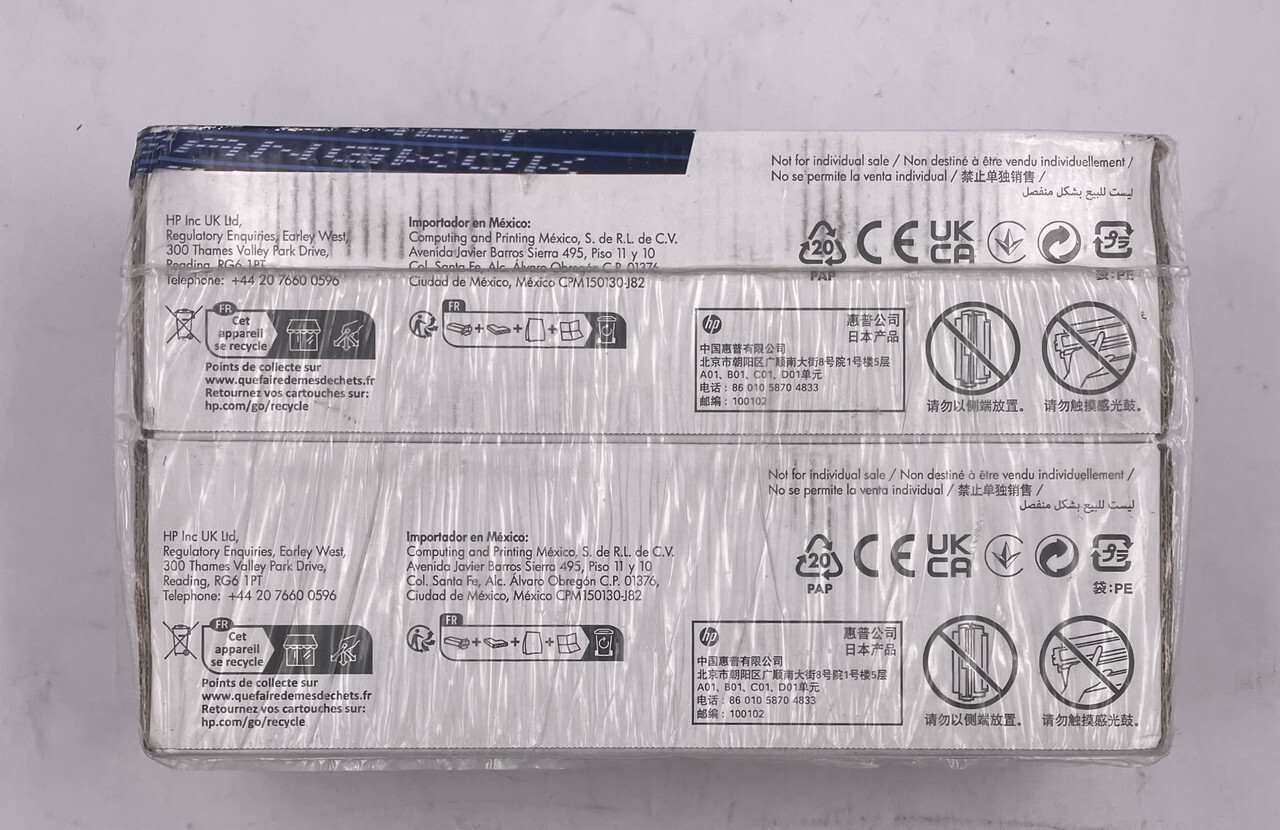 Not for individual sale / Non destiné à être vendu individuellement /
No se permite la venta individual / 禁止单独销售 /
ليست للبيع بشكل منفصل
HP Inc UK Ltd,
Regulatory Enquiries, Earley West,
300 Thames Valley Park Drive,
Reading, RG6 1PT
Telephone: +44 20 7660 0596
Importador en México:
Computing and Printing México, S. de R.L. de C.V.
Avenida Javier Barros Sierra 495, Piso 11 y 10
Col. Santa Fe, Alc. Álvaro Obregón C.P. 01376,
Ciudad de México, México CPM150130-J82
20
PAP
CE
UK
CA
プラ
袋:PE
FR
Cet
appareil
se recycle
Points de collecte sur
www.quefairedemesdechets.fr
Retournez vos cartouches sur:
hp.com/go/recycle
FR
hp
惠普公司
日本产品
中国惠普有限公司
北京市朝阳区广顺南大街8号院1号楼5层
A01、B01、C01、D01单元
电话：86 010 5870 4833
邮编：100102
请勿以侧端放置。
请勿触摸感光鼓。
Not for individual sale / Non destiné à être vendu individuellement /
No se permite la venta individual / 禁止单独销售 /
ليست للبيع بشكل منفصل
HP Inc UK Ltd,
Regulatory Enquiries, Earley West,
300 Thames Valley Park Drive,
Reading, RG6 1PT
Telephone: +44 20 7660 0596
Importador en México:
Computing and Printing México, S. de R.L. de C.V.
Avenida Javier Barros Sierra 495, Piso 11 y 10
Col. Santa Fe, Alc. Álvaro Obregón C.P. 01376,
Ciudad de México, México CPM150130-J82
20
PAP
CE
UK
CA
プラ
袋:PE
FR
Cet
appareil
se recycle
Points de collecte sur
www.quefairedemesdechets.fr
Retournez vos cartouches sur:
hp.com/go/recycle
FR
hp
惠普公司
日本产品
中国惠普有限公司
北京市朝阳区广顺南大街8号院1号楼5层
A01、B01、C01、D01单元
电话：86 010 5870 4833
邮编：100102
请勿以侧端放置。
请勿触摸感光鼓。